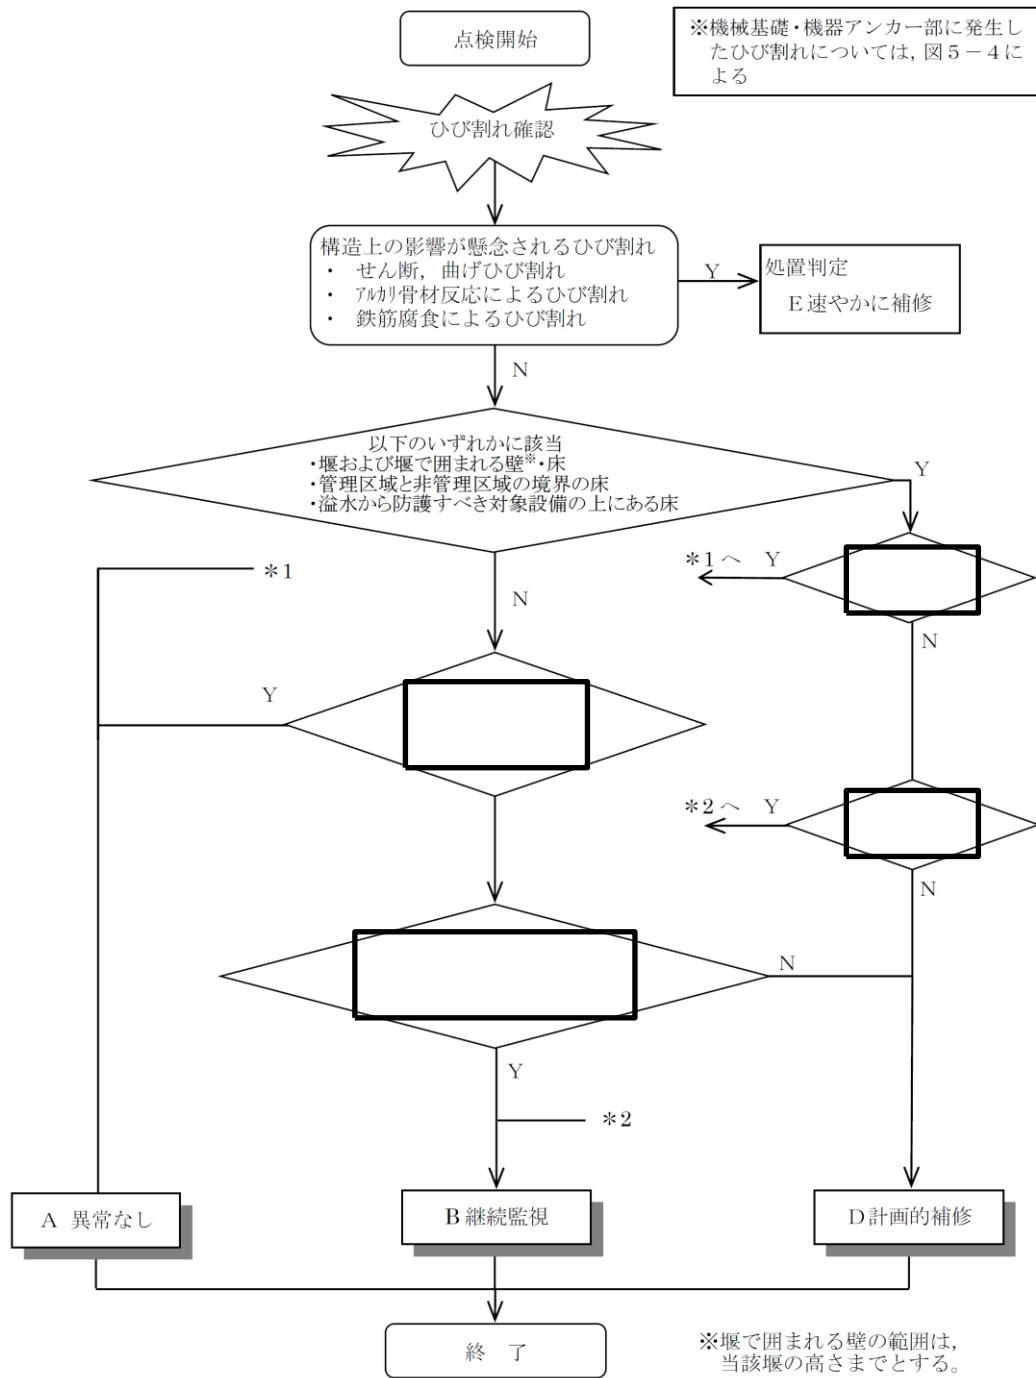 点検開始
※機械基礎・機器アンカー部に発生し
たひび割れについては，図５－４に
よる
ひび割れ確認
構造上の影響が懸念されるひび割れ
・　せん断，曲げひび割れ
・　ｱﾙｶﾘ骨材反応によるひび割れ
・　鉄筋腐食によるひび割れ
Y
処置判定
E速やかに補修
N
以下のいずれかに該当
・堰および堰で囲まれる壁※・床
・管理区域と非管理区域の境界の床
・溢水から防護すべき対象設備の上にある床
Y
＊1
N
＊1へ　Y
N
Y
＊2へ　Y
N
N
Y
＊2
A　異常なし
B継続監視
D計画的補修
終　了
※堰で囲まれる壁の範囲は，
当該堰の高さまでとする。